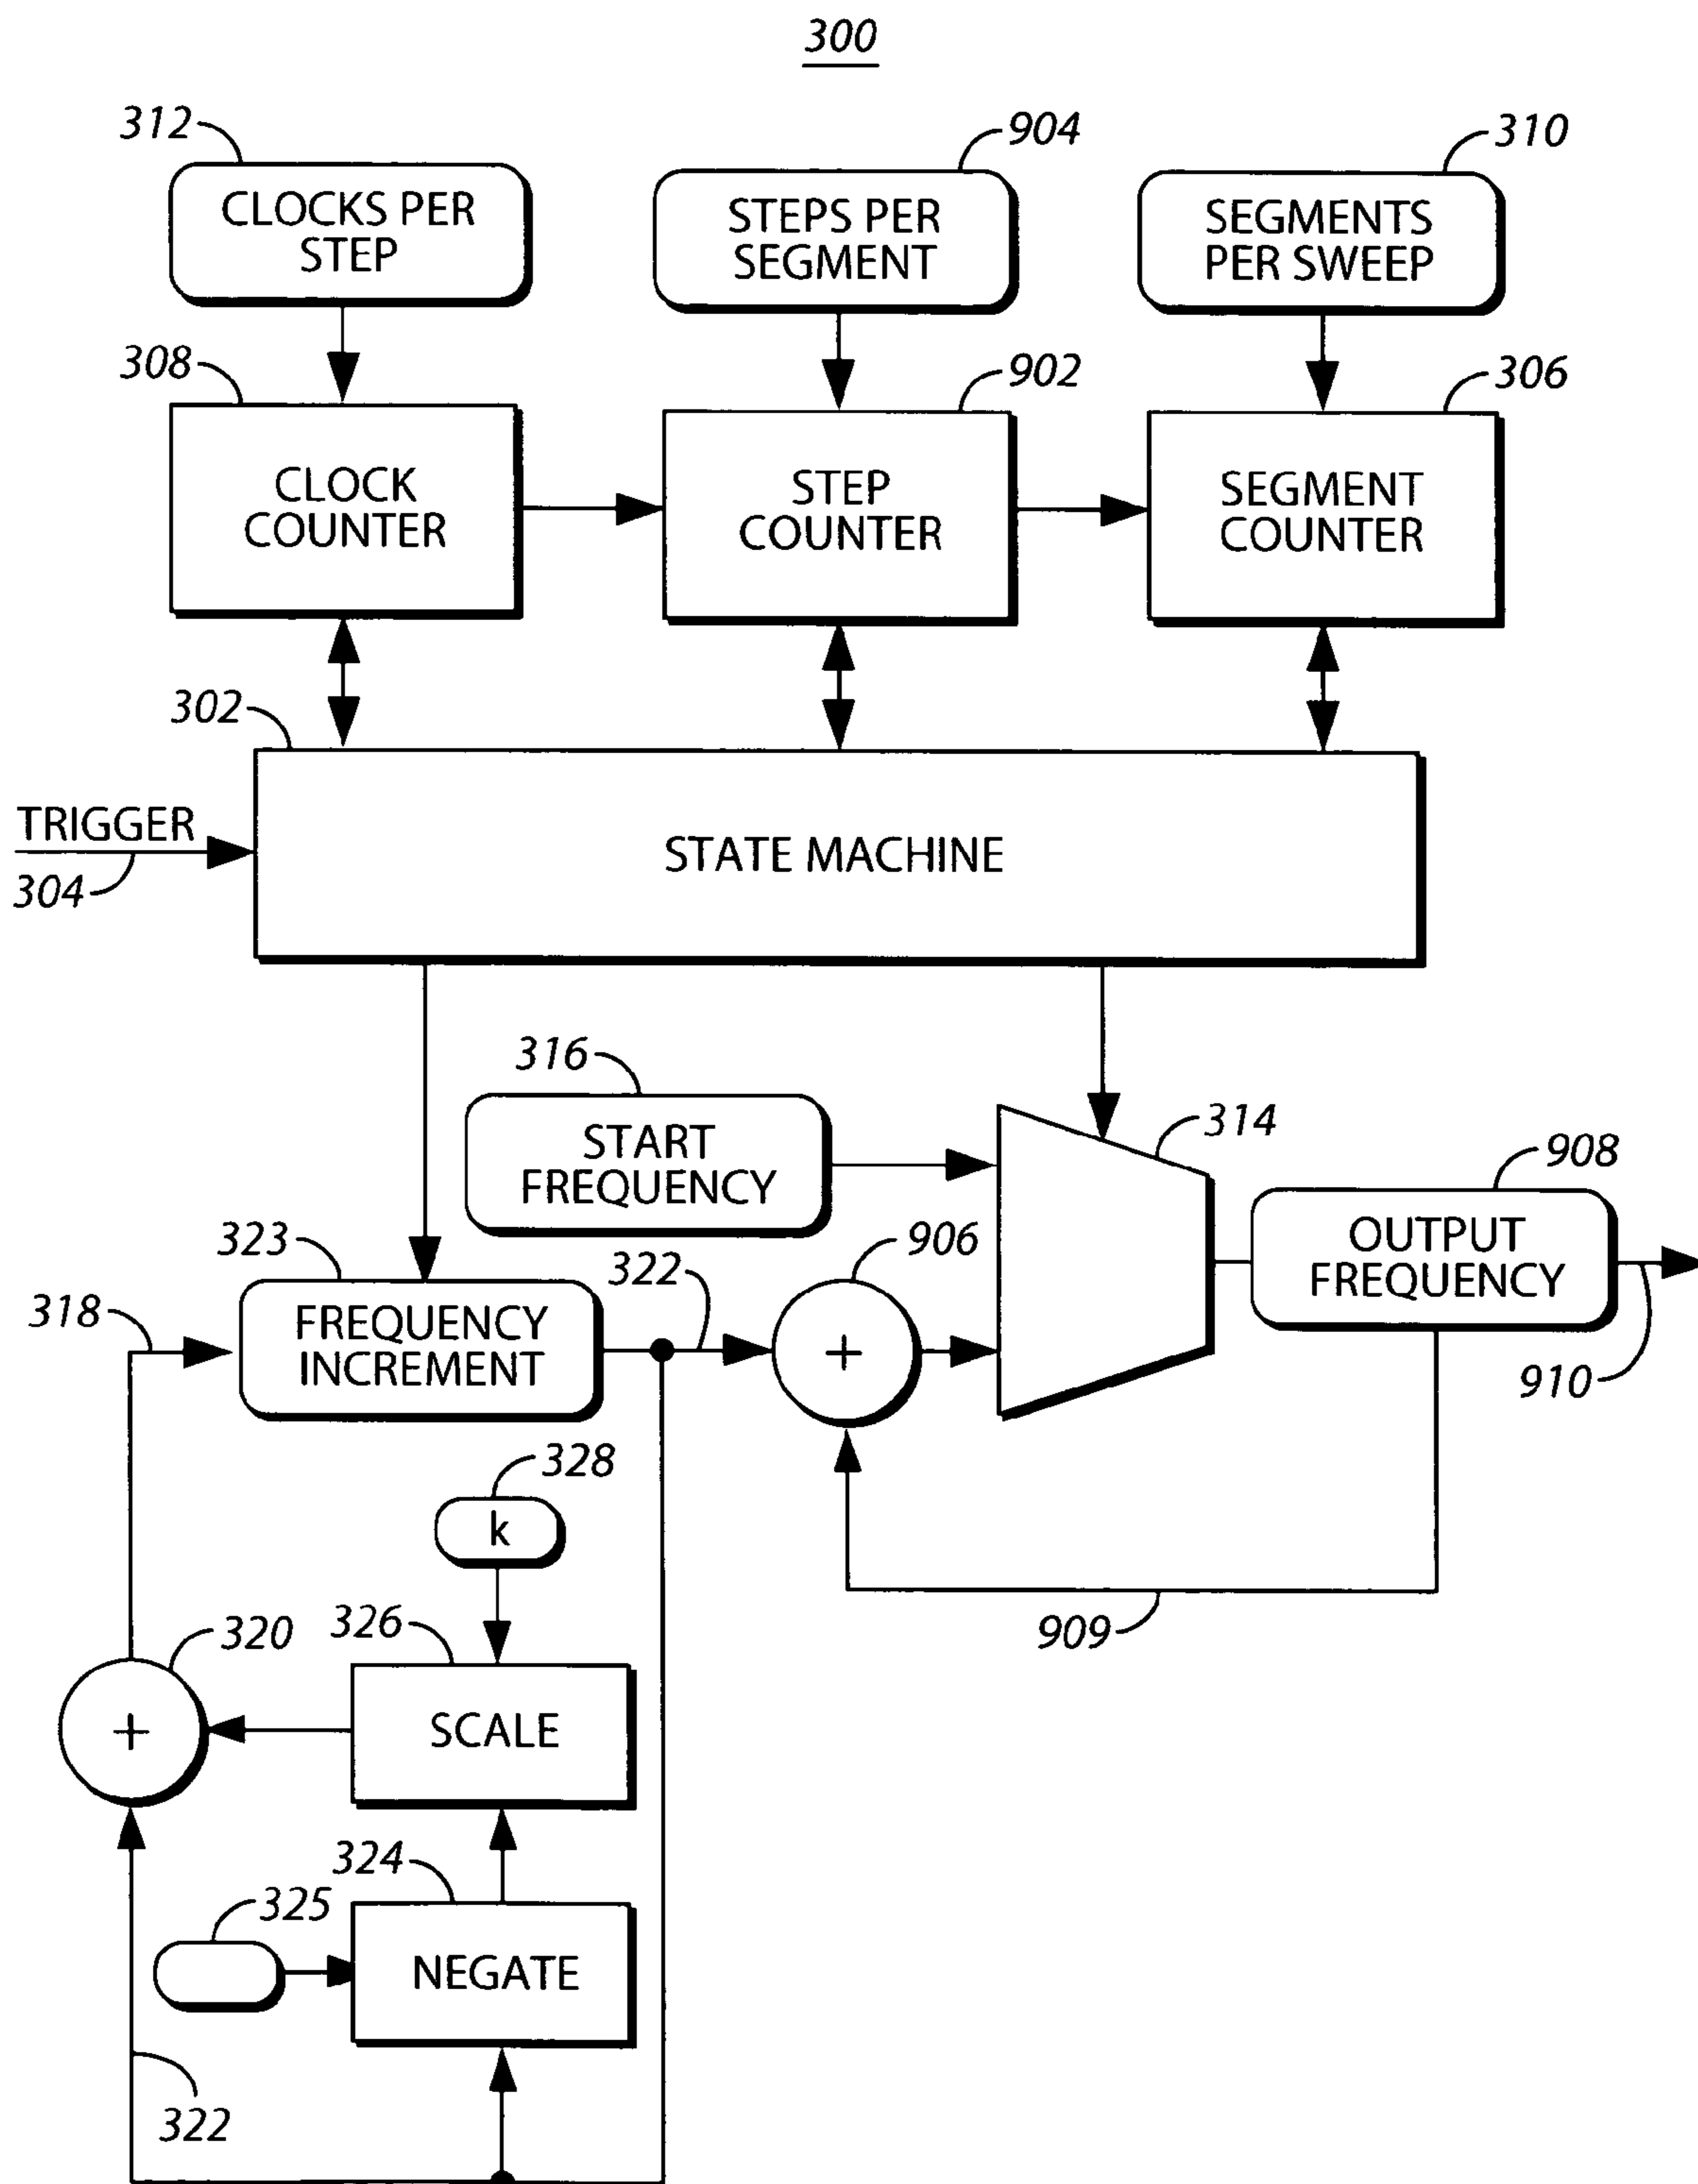 300
312
904
310
CLOCKS PER
STEP
STEPS PER
SEGMENT
SEGMENTS
PER SWEEP
308
902
306
CLOCK
COUNTER
STEP
COUNTER
SEGMENT
COUNTER
302
TRIGGER
304
STATE MACHINE
316
START
FREQUENCY
314
908
OUTPUT
FREQUENCY
910
323
318
FREQUENCY
INCREMENT
322
906
+
328
k
909
320
+
326
SCALE
324
325
NEGATE
322